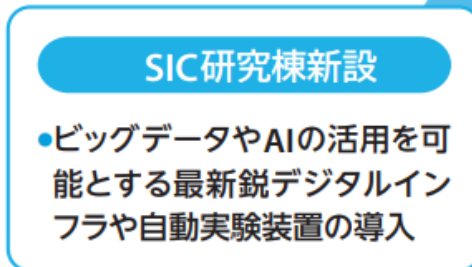 SIC研究棟新設
●ビッグデータやAIの活用を可
能とする最新鋭デジタルイン
フラや自動実験装置の導入